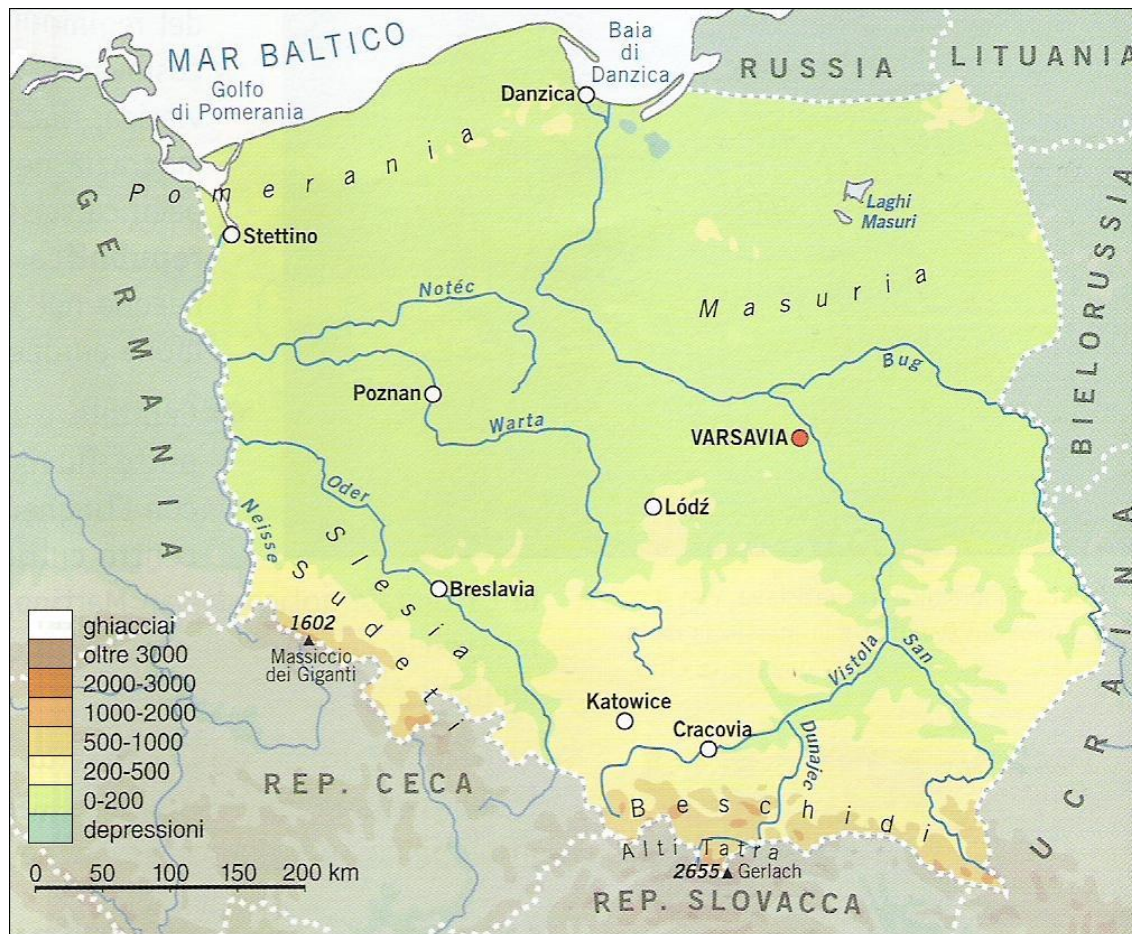 MAR BALTICO
Golfo
di Pomerania
Baia
di
Danzica
RUSSIA
LITUANIA
Danzica
Pomerania
Stettino
Laghi
Masuri
Masuria
GERMANIA
BIELORUSSIA
Notéc
Bug
Poznan
Warta
VARSAVIA
Oder
Neisse
Lódź
Slesia
Sudeti
Breslavia
UCRAINA
1602
Massiccio
dei Giganti
Vistola
San
Katowice
Cracovia
Dunajec
REP. CECA
Beschidi
Alti Tatra
2655 Gerlach
REP. SLOVACCA
ghiacciai
oltre 3000
2000-3000
1000-2000
500-1000
200-500
0-200
depressioni
0 50 100 150 200 km